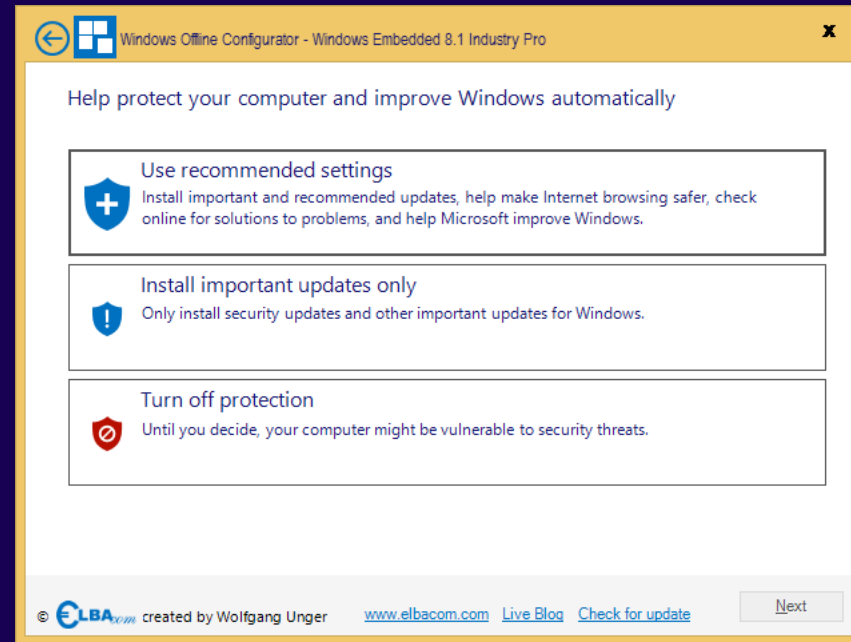 Windows Offline Configurator - Windows Embedded 8.1 Industry Pro
x
Help protect your computer and improve Windows automatically
Use recommended settings
Install important and recommended updates, help make Internet browsing safer, check
online for solutions to problems, and help Microsoft improve Windows.
Install important updates only
Only install security updates and other important updates for Windows.
Turn off protection
Until you decide, your computer might be vulnerable to security threats.
© ELBAcom created by Wolfgang Unger www.elbacom.com Live Blog Check for update Next